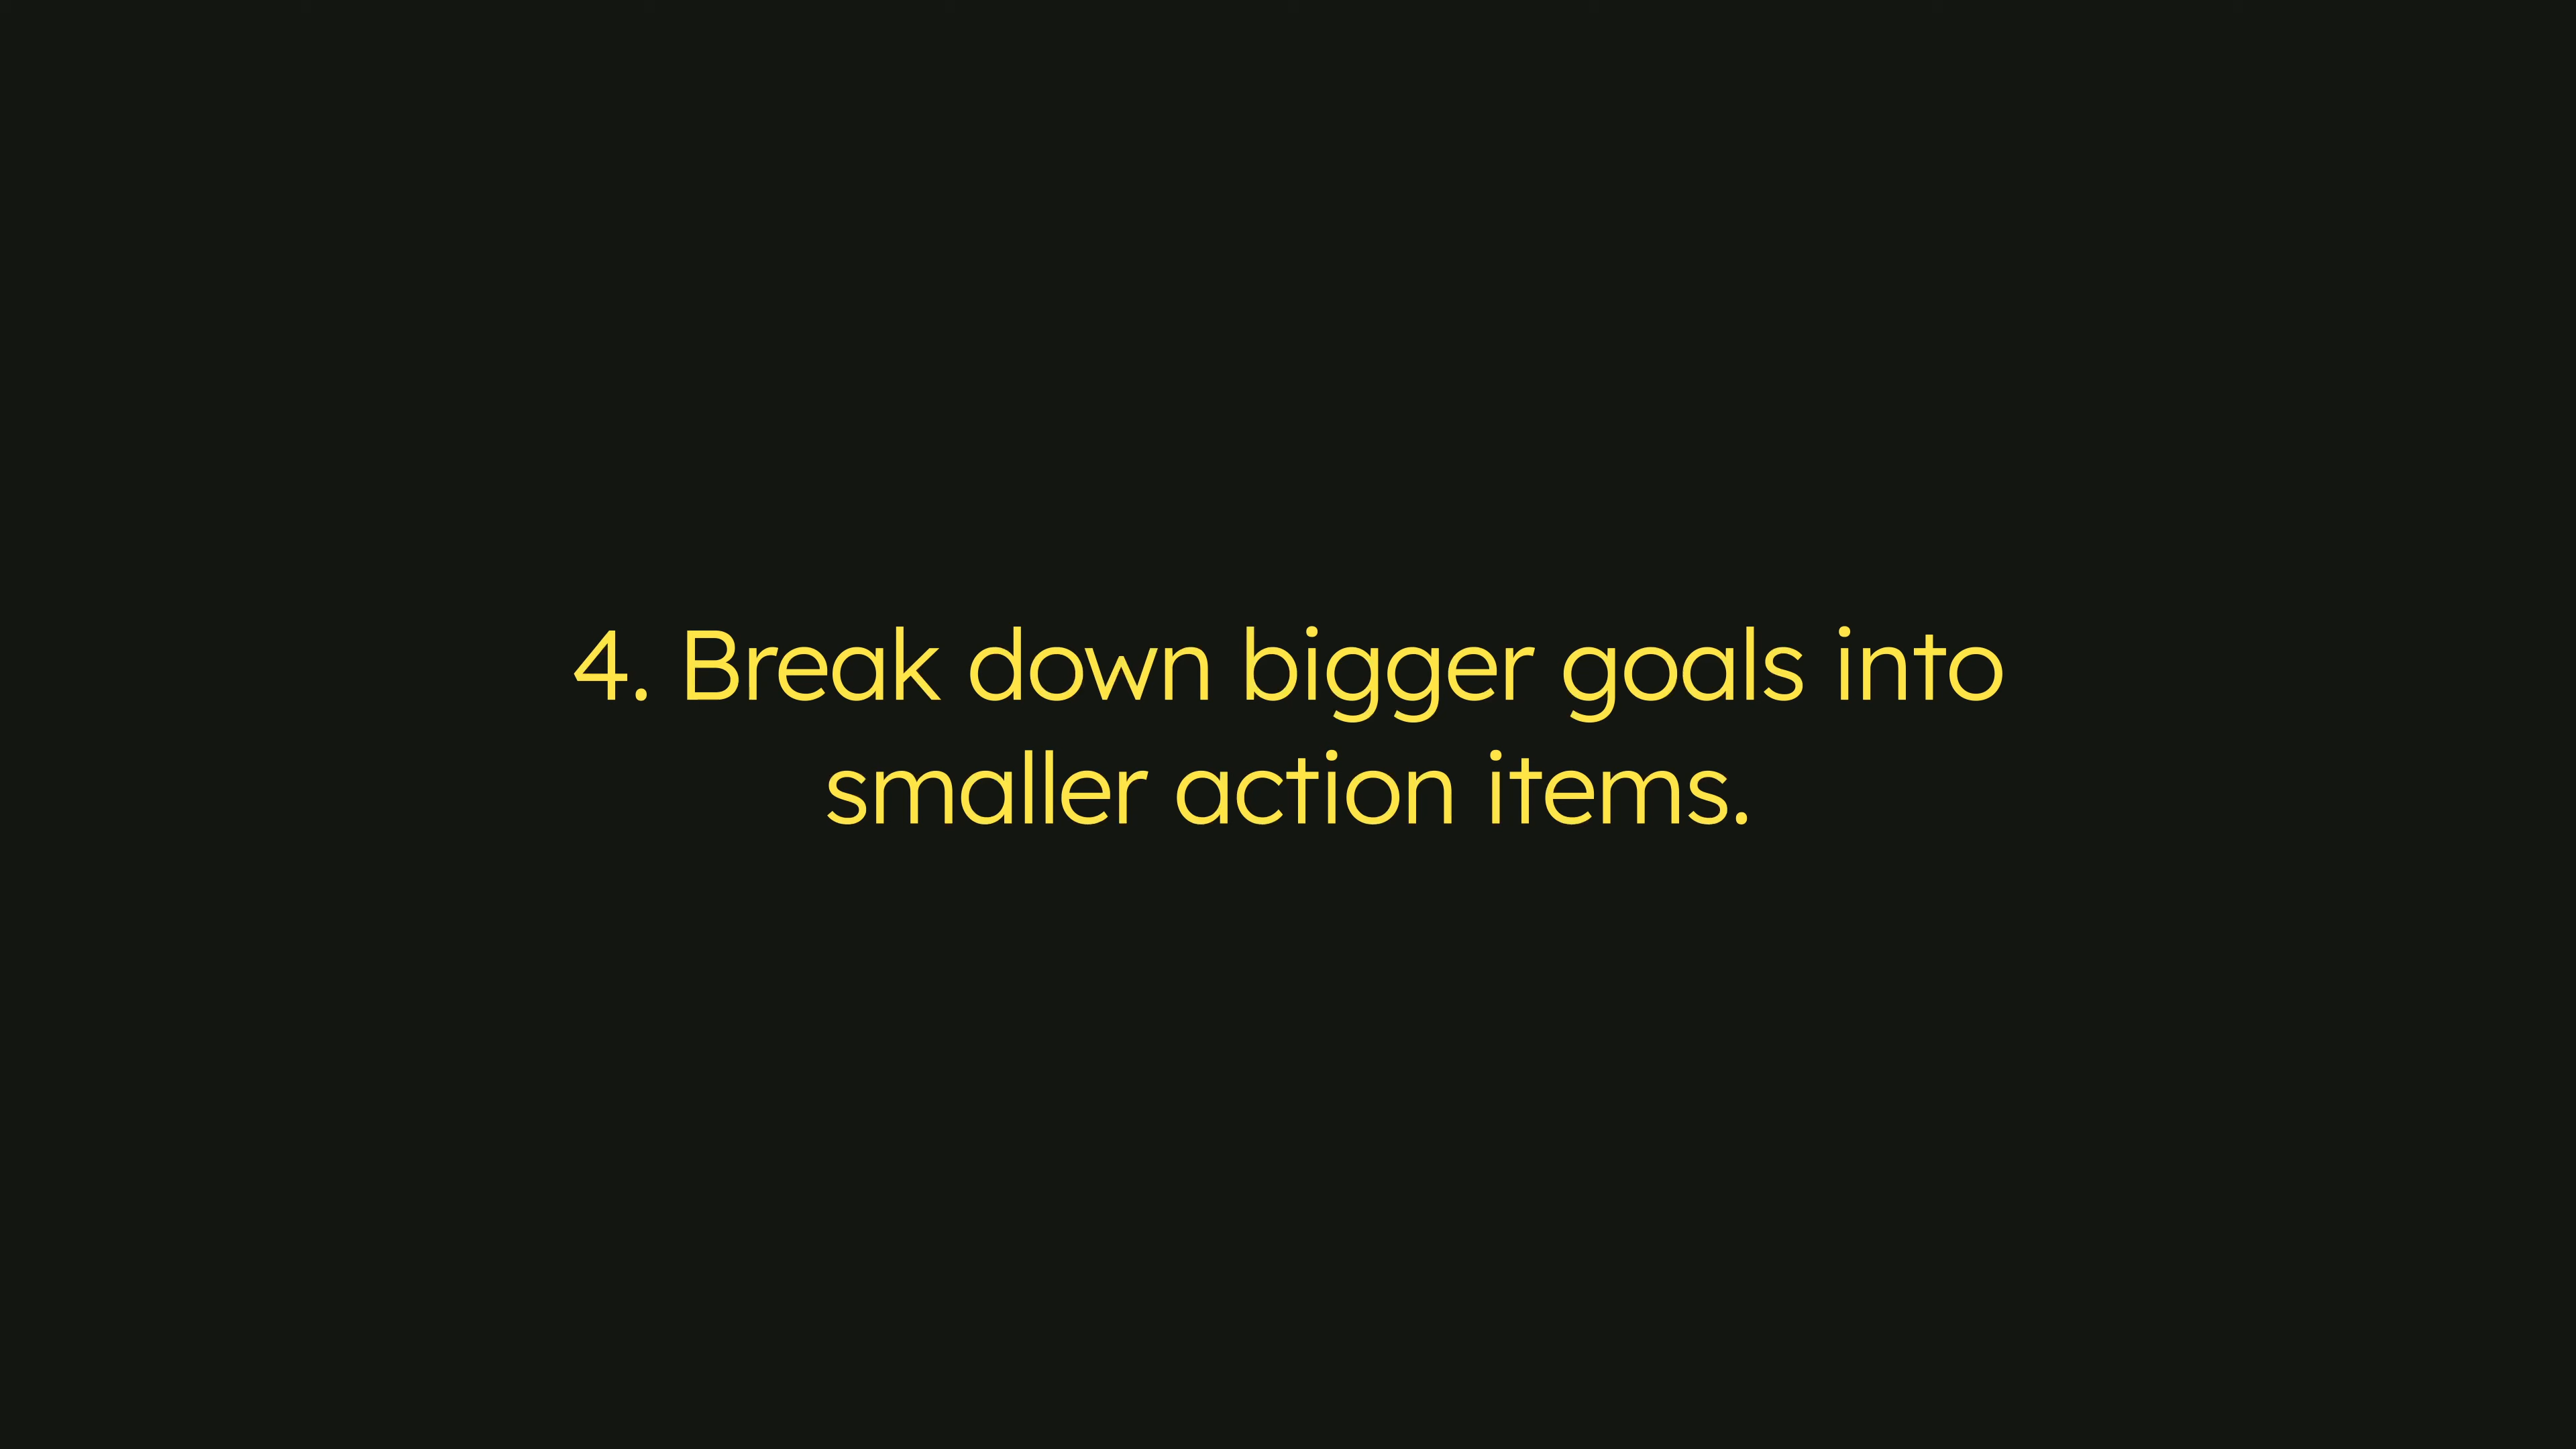 4. Break down bigger goals into
smaller action items.